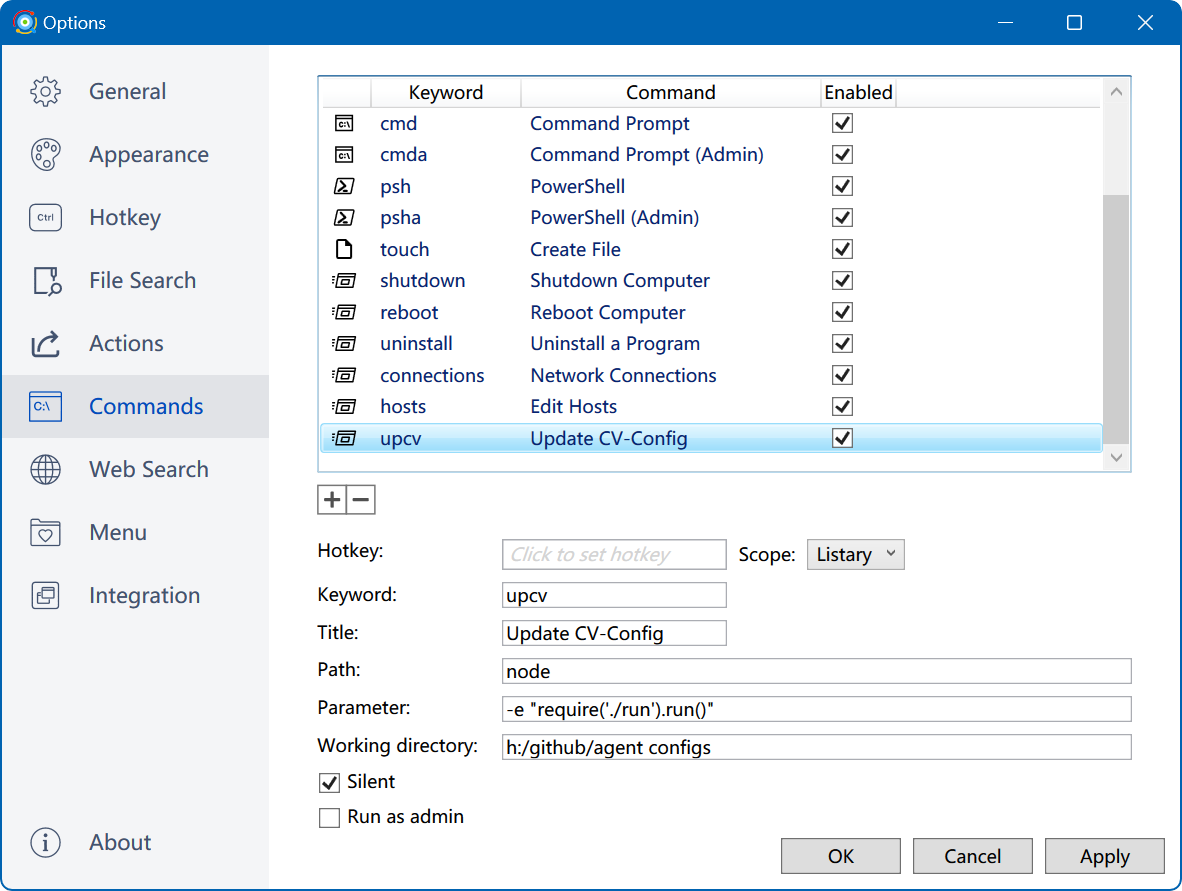 Options
General
Appearance
Ctrl
Hotkey
File Search
Actions
C:\
Commands
Web Search
Menu
Integration
About
Keyword Command Enabled
C:\ cmd Command Prompt
C:\ cmda Command Prompt (Admin)
psh PowerShell
psha PowerShell (Admin)
touch Create File
shutdown Shutdown Computer
reboot Reboot Computer
uninstall Uninstall a Program
connections Network Connections
hosts Edit Hosts
upcv Update CV-Config
Hotkey: Click to set hotkey Scope: Listary
Keyword: upcv
Title: Update CV-Config
Path: node
Parameter: -e "require('./run').run()"
Working directory: h:/github/agent configs
Silent
Run as admin
OK Cancel Apply